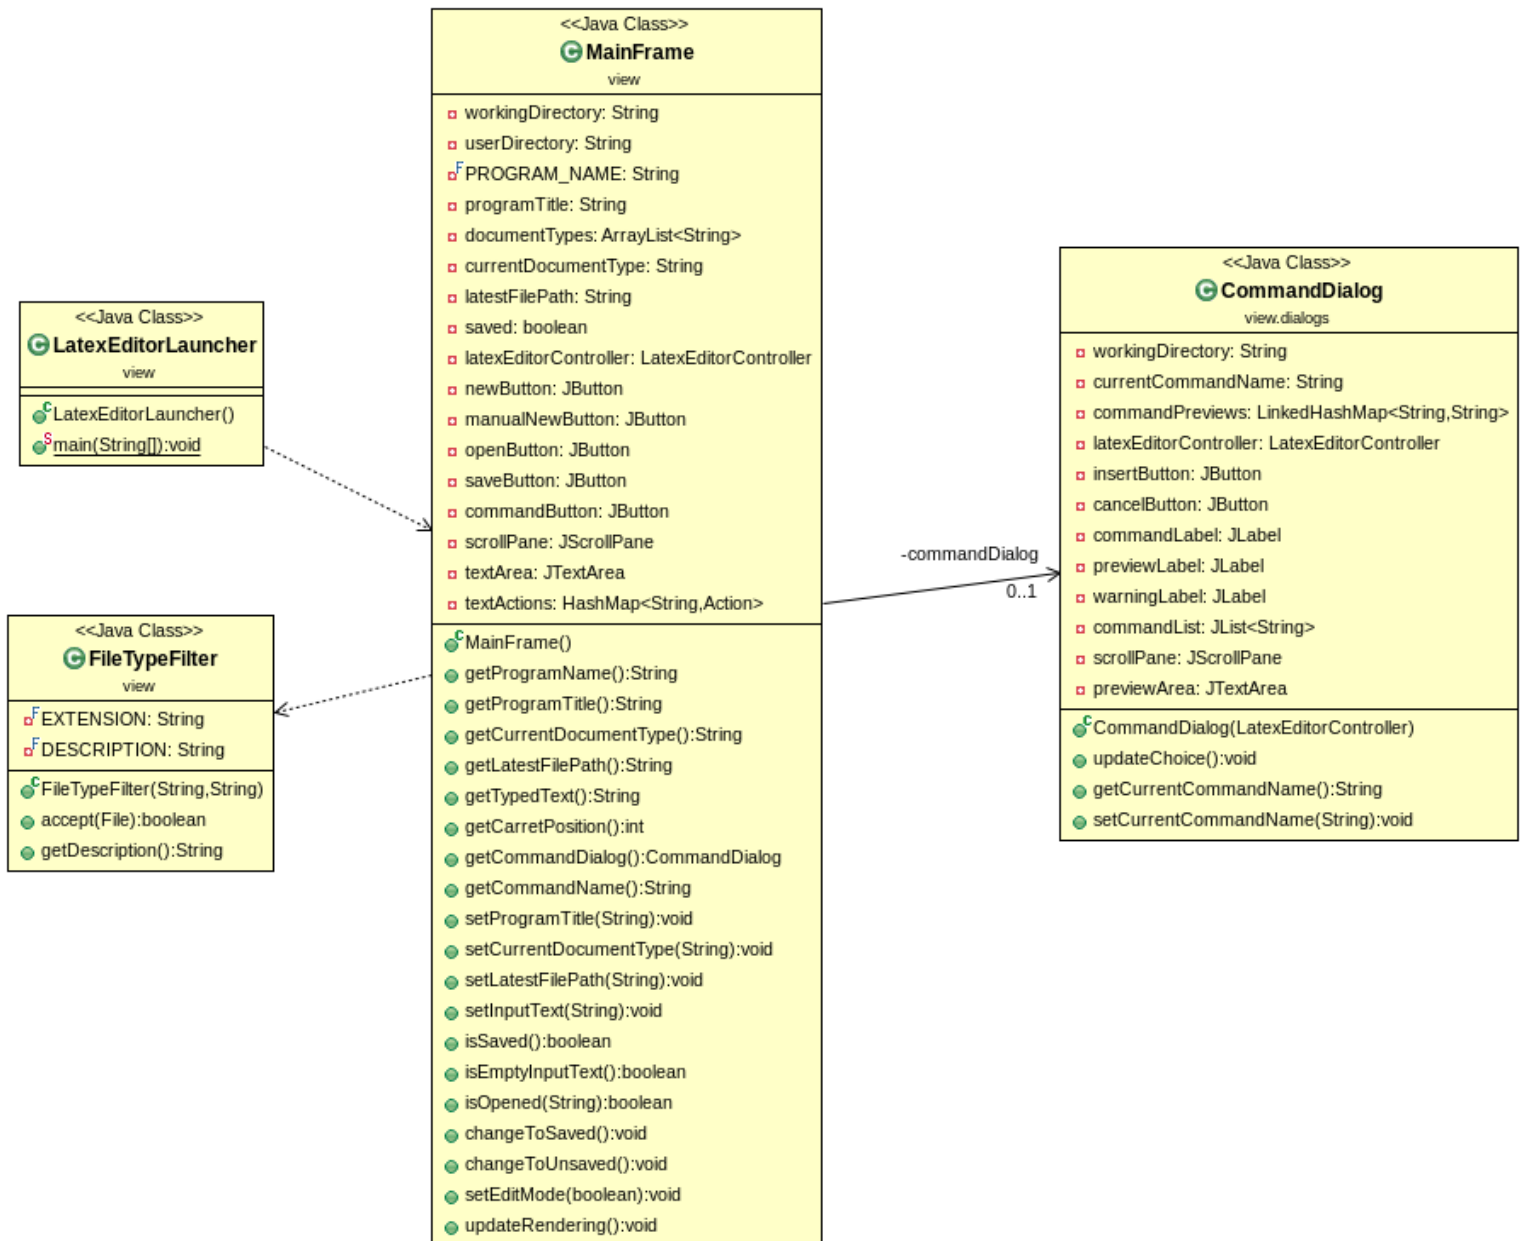 <<Java Class>>
C MainFrame
view
workingDirectory: String
userDirectory: String
F PROGRAM_NAME: String
programTitle: String
documentTypes: ArrayList<String>
currentDocumentType: String
latestFilePath: String
saved: boolean
latexEditorController: LatexEditorController
newButton: JButton
manualNewButton: JButton
openButton: JButton
saveButton: JButton
commandButton: JButton
scrollPane: JScrollPane
textArea: JTextArea
textActions: HashMap<String,Action>
C MainFrame()
getProgramName():String
getProgramTitle():String
getCurrentDocumentType():String
getLatestFilePath():String
getTypedText():String
getCarretPosition():int
getCommandDialog():CommandDialog
getCommandName():String
setProgramTitle(String):void
setCurrentDocumentType(String):void
setLatestFilePath(String):void
setInputText(String):void
isSaved():boolean
isEmptyInputText():boolean
isOpened(String):boolean
changeToSaved():void
changeToUnsaved():void
setEditMode(boolean):void
updateRendering():void
<<Java Class>>
C LatexEditorLauncher
view
C LatexEditorLauncher()
S main(String[]):void
<<Java Class>>
C FileTypeFilter
view
F EXTENSION: String
F DESCRIPTION: String
C FileTypeFilter(String,String)
accept(File):boolean
getDescription():String
-commandDialog
0..1
<<Java Class>>
C CommandDialog
view.dialogs
workingDirectory: String
currentCommandName: String
commandPreviews: LinkedHashMap<String,String>
latexEditorController: LatexEditorController
insertButton: JButton
cancelButton: JButton
commandLabel: JLabel
previewLabel: JLabel
warningLabel: JLabel
commandList: JList<String>
scrollPane: JScrollPane
previewArea: JTextArea
C CommandDialog(LatexEditorController)
updateChoice():void
getCurrentCommandName():String
setCurrentCommandName(String):void